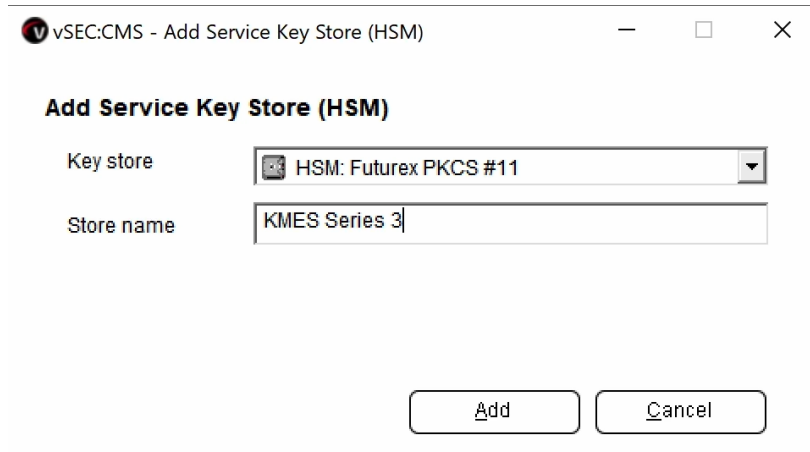 vSEC:CMS - Add Service Key Store (HSM)
Add Service Key Store (HSM)
Key store HSM: Futurex PKCS #11
Store name KMES Series 3
Add Cancel